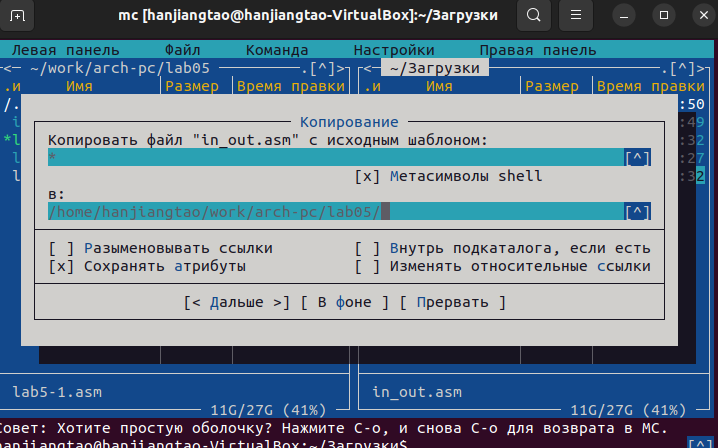 mc [hanjiangtao@hanjiangtao-VirtualBox]:~/Загрузки
Левая панель Файл Команда Настройки Правая панель
<— ~/work/arch-pc/lab05 .[^]> <— ~/Загрузки .[^]>
.и Имя Размер Время правки .и Имя Размер Время правки
/. :50
:49
*l :32
l :27
l :32
Копирование
Копировать файл "in_out.asm" с исходным шаблоном:
* [^]
[x] Метасимволы shell
в:
/home/hanjiangtao/work/arch-pc/lab05/ [^]
[ ] Разыменовывать ссылки [ ] Внутрь подкаталога, если есть
[x] Сохранять атрибуты [ ] Изменять относительные ссылки
[< Дальше >] [ В фоне ] [ Прервать ]
lab5-1.asm in_out.asm
11G/27G (41%) 11G/27G (41%)
Совет: Хотите простую оболочку? Нажмите C-o, и снова C-o для возврата в MC.
hanjiangtao@hanjiangtao-VirtualBox:~/Загрузки$ [^]